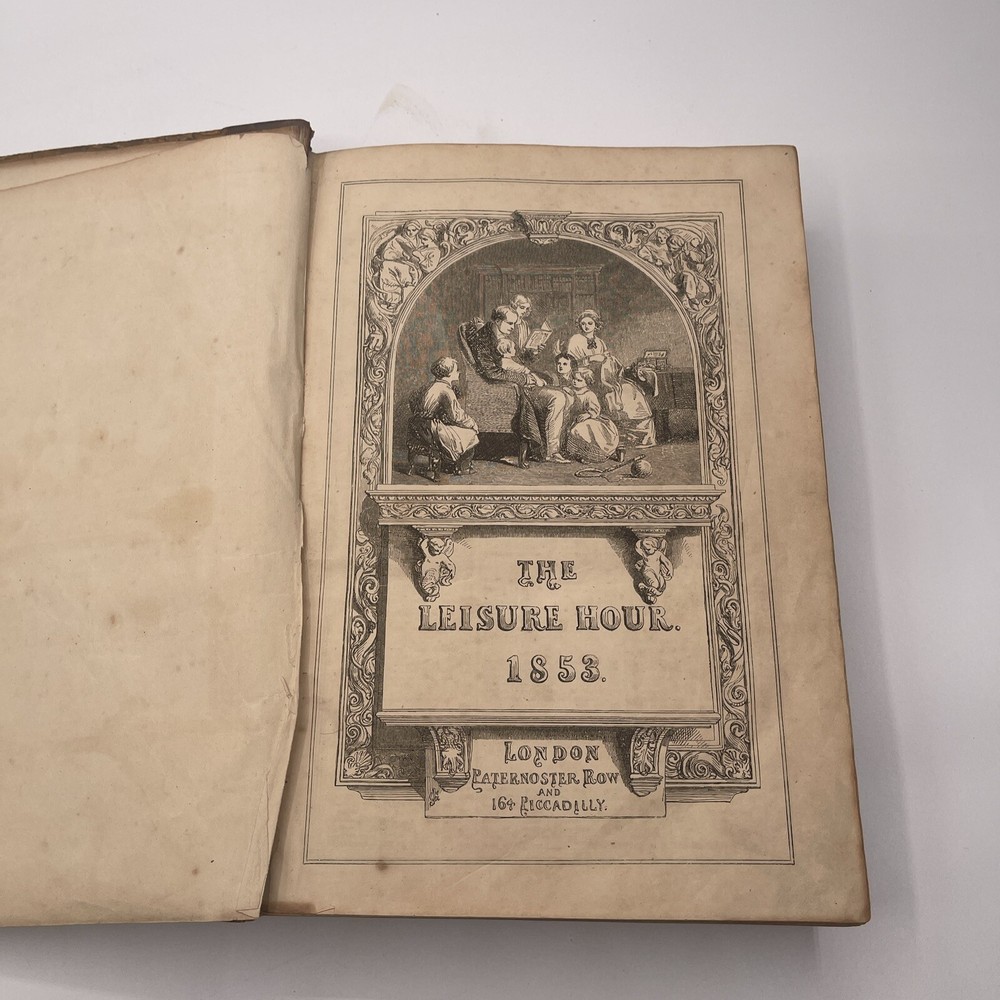 THE
LEISURE HOUR.
1853.
LONDON
PATERNOSTER ROW
AND
164 PICCADILLY.